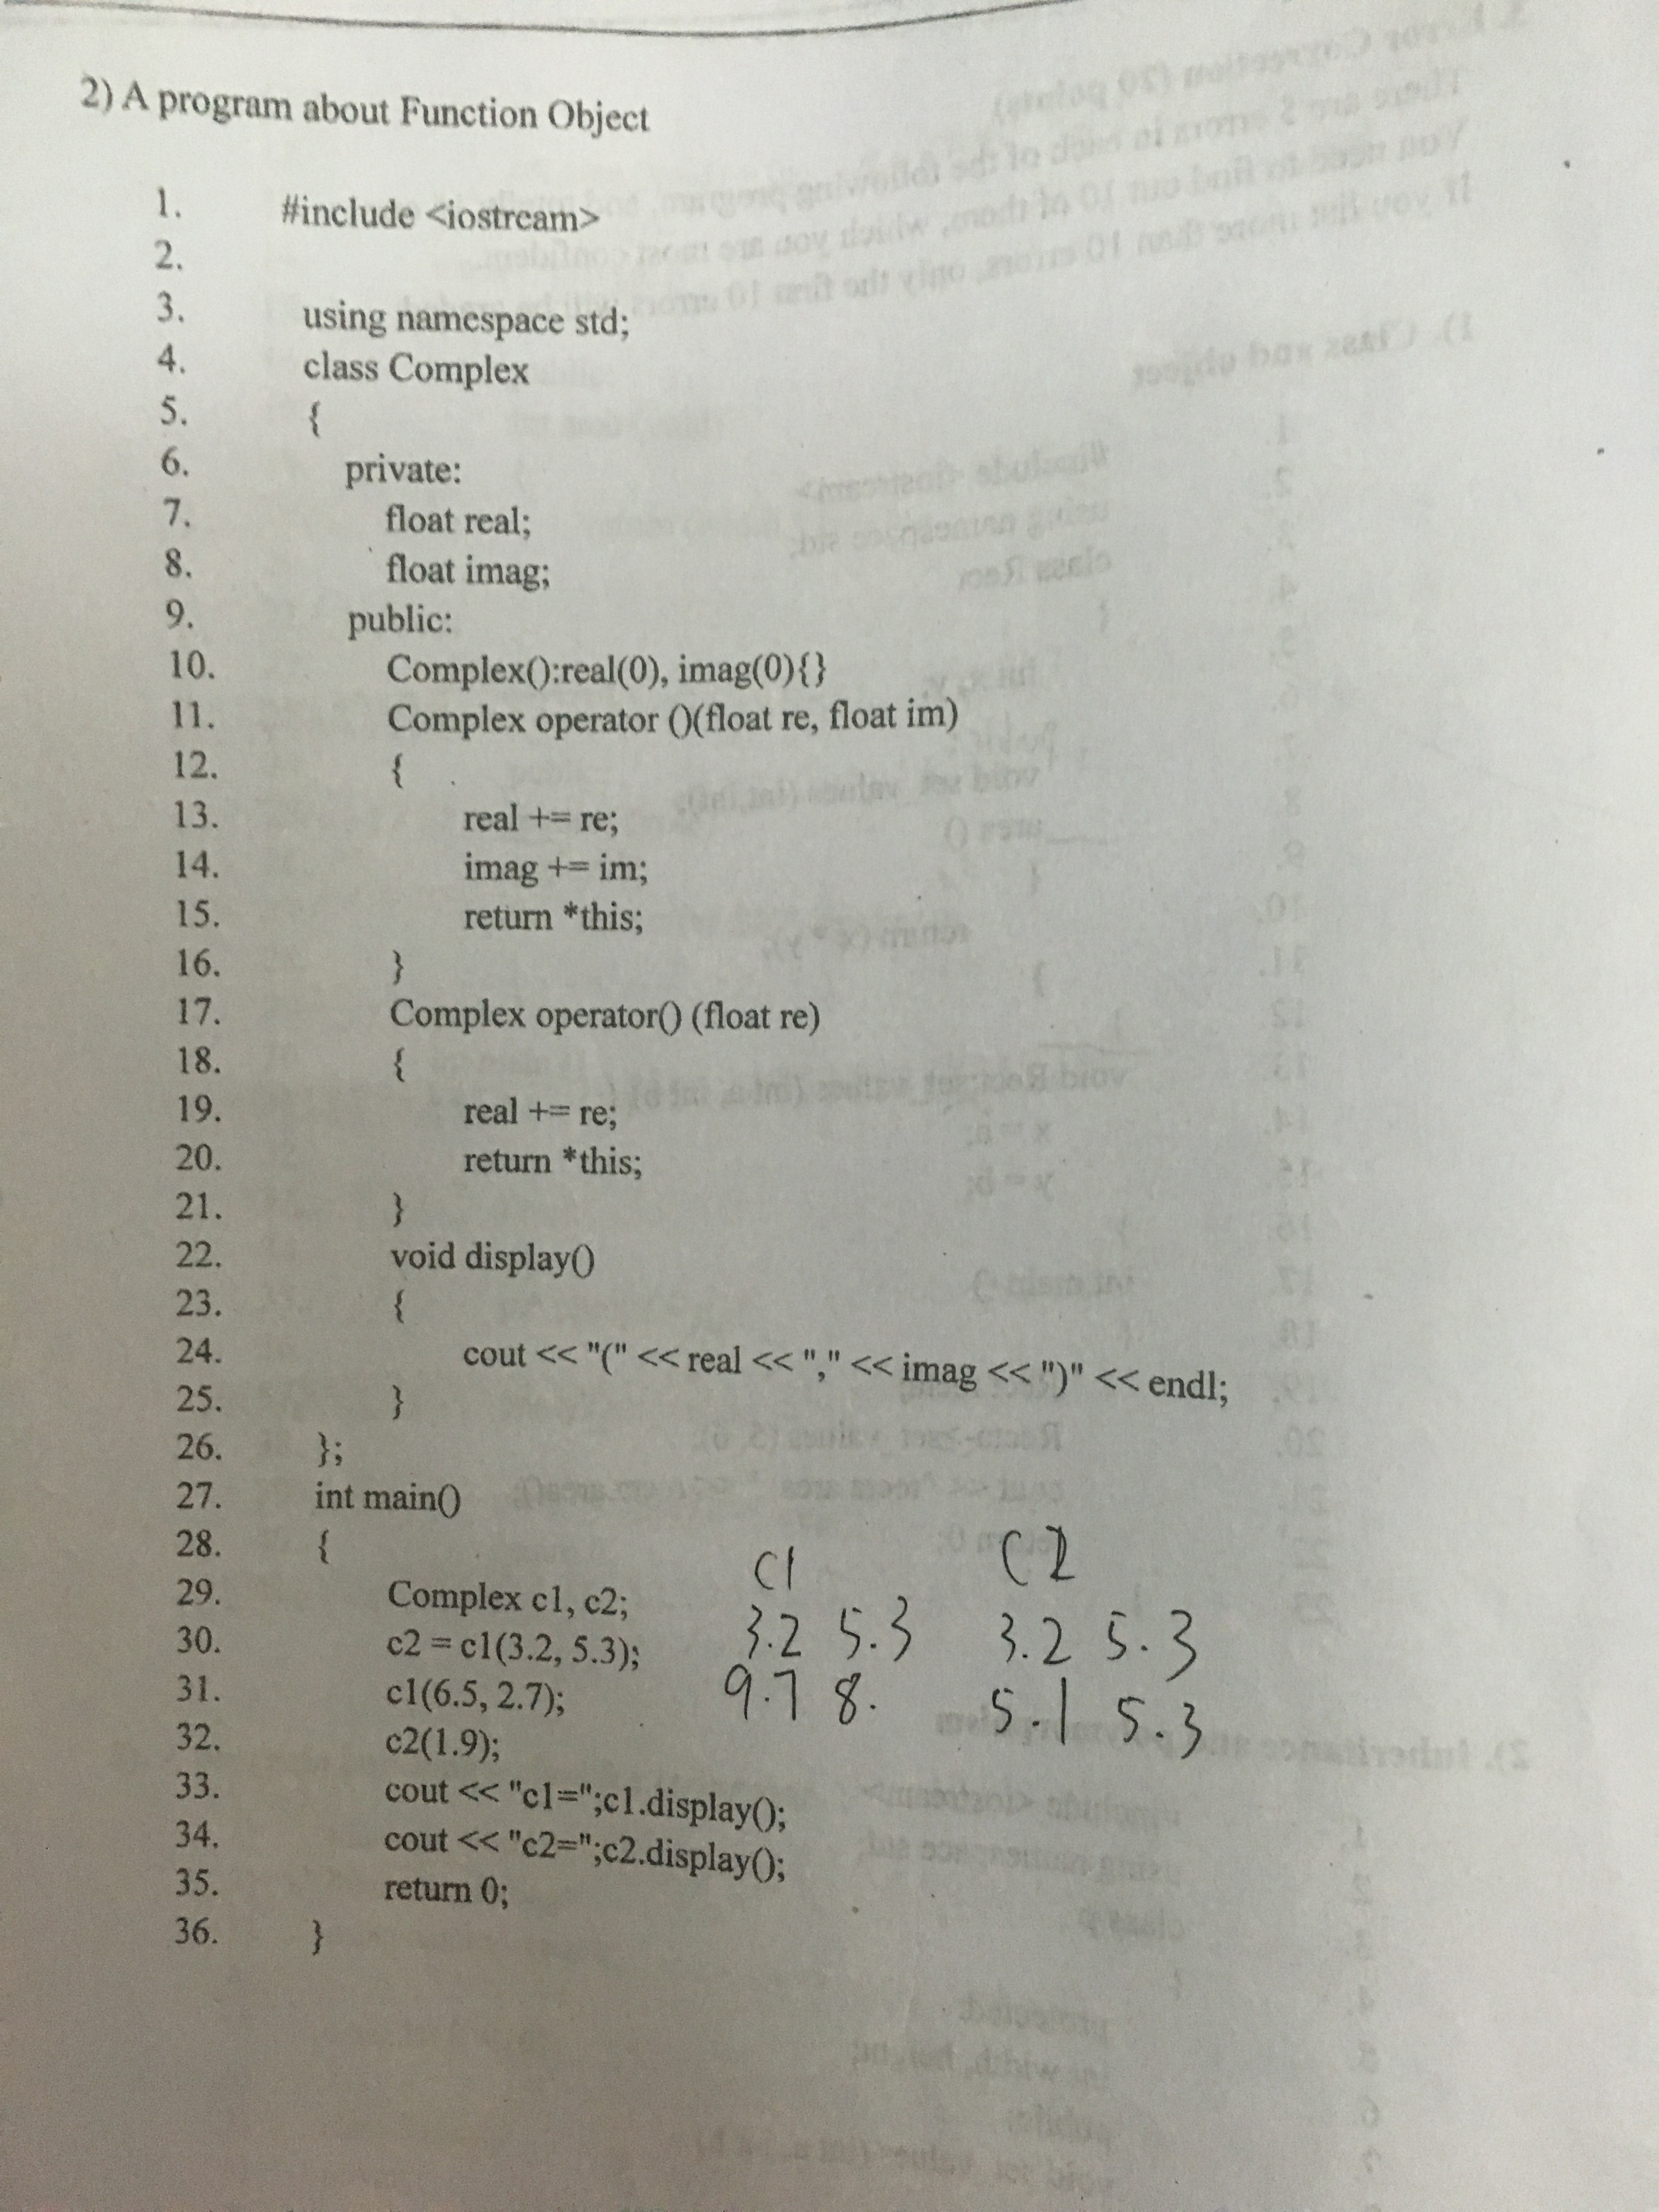 2) A program about Function Object
1. #include <iostream>
2.
3. using namespace std;
4. class Complex
5. {
6. private:
7. float real;
8. float imag;
9. public:
10. Complex():real(0), imag(0){}
11. Complex operator ()(float re, float im)
12. {
13. real += re;
14. imag += im;
15. return *this;
16. }
17. Complex operator() (float re)
18. {
19. real += re;
20. return *this;
21. }
22. void display()
23. {
24. cout << "(" << real << "," << imag << ")" << endl;
25. }
26. };
27. int main()
28. {
C1 C2
29. Complex c1, c2;
30. c2 = c1(3.2, 5.3); 3.2 5.3 3.2 5.3
31. c1(6.5, 2.7); 9.7 8. 5.1 5.3
32. c2(1.9);
33. cout << "c1=";c1.display();
34. cout << "c2=";c2.display();
35. return 0;
36. }